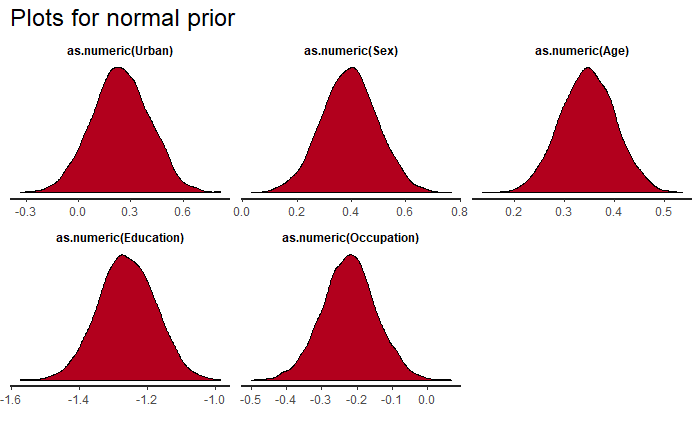 Plots for normal prior
as.numeric(Urban) as.numeric(Sex) as.numeric(Age)
-0.3 0.0 0.3 0.6 0.0 0.2 0.4 0.6 0.8 0.2 0.3 0.4 0.5
as.numeric(Education) as.numeric(Occupation)
-1.6 -1.4 -1.2 -1.0 -0.5 -0.4 -0.3 -0.2 -0.1 0.0